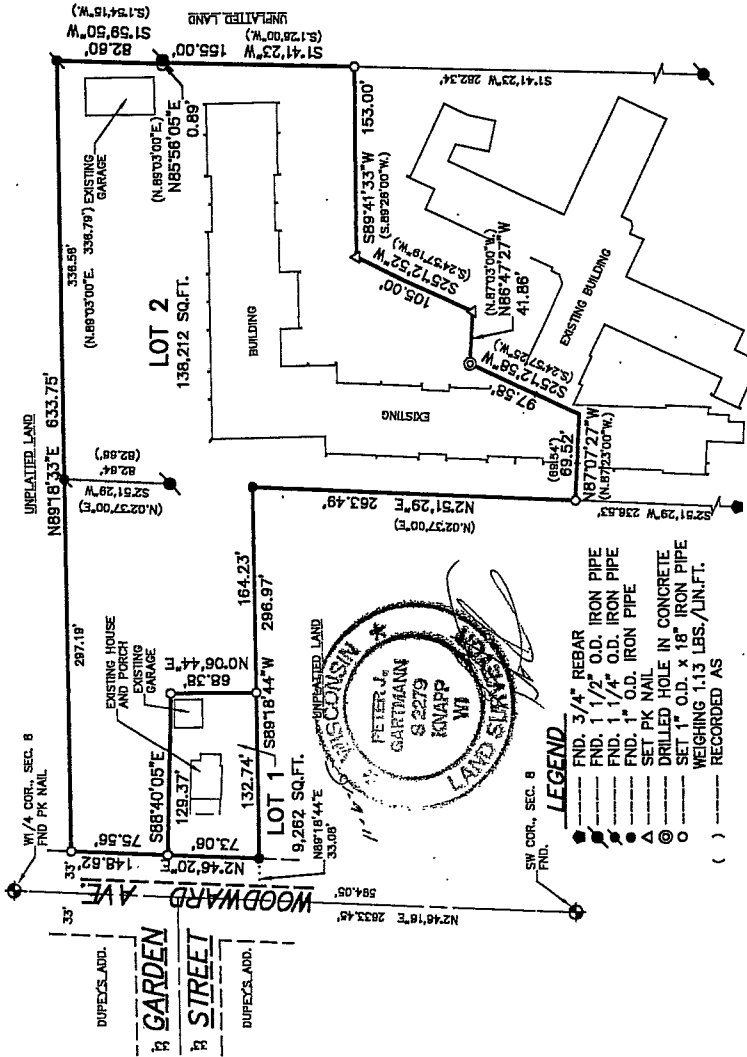 UNPLATTED LAND
N89°18'33"E 633.75'
297.19'
336.56'
(N.89°03'00"E. 336.79')
EXISTING
GARAGE
S1°59'50"W
(S.1°54'15"W.)
82.60'
UNPLATTED LAND
S1°41'23"W 155.00'
(S.1°28'00"W.)
(N.89°03'00"E.)
N85°56'05"E
0.89'
S1°41'23"W 282.34'
W1/4 COR., SEC. 8
FND PK NAIL
33'
33'
148.62'
75.56'
S2°51'29"W
82.64'
(82.68')
(N.02°37'00"E)
LOT 2
138,212 SQ.FT.
BUILDING
EXISTING
S89°41'33"W 153.00'
(S.89°28'00"W.)
S25°12'52"W
(S.24°57'19"W.)
105.00'
(N.87°03'00"W.)
N86°47'27"W
41.86'
S25°12'58"W
(S.24°57'25"W.)
97.58'
EXISTING BUILDING
(69.54')
69.52'
N87°07'27"W
(N.87°23'00"W.)
S2°51'29"W 236.53'
N2°51'29"E 263.49'
(N.02°37'00"E)
EXISTING HOUSE
AND PORCH
EXISTING
GARAGE
S88°40'05"E
129.37'
N0°06'44"E
68.38'
164.23'
296.97'
S89°18'44"W
132.74'
N2°46'20"E
73.06'
LOT 1
9,262 SQ.FT.
N89°18'44"E
33.08'
UNPLATTED LAND
WOODWARD AVE.
594.05'
N2°46'16"E 2633.45'
DUPEY'S ADD.
33' GARDEN
33' STREET
DUPEY'S ADD.
SW COR., SEC. 8
FND.
WISCONSIN
PETER J.
GARTMANN
S 2279
KNAPP
WI
LAND SURVEYOR
LEGEND
FND. 3/4" REBAR
FND. 1 1/2" O.D. IRON PIPE
FND. 1 1/4" O.D. IRON PIPE
FND. 1" O.D. IRON PIPE
SET PK NAIL
DRILLED HOLE IN CONCRETE
SET 1" O.D. x 18" IRON PIPE
WEIGHING 1.13 LBS./LIN.FT.
( ) RECORDED AS